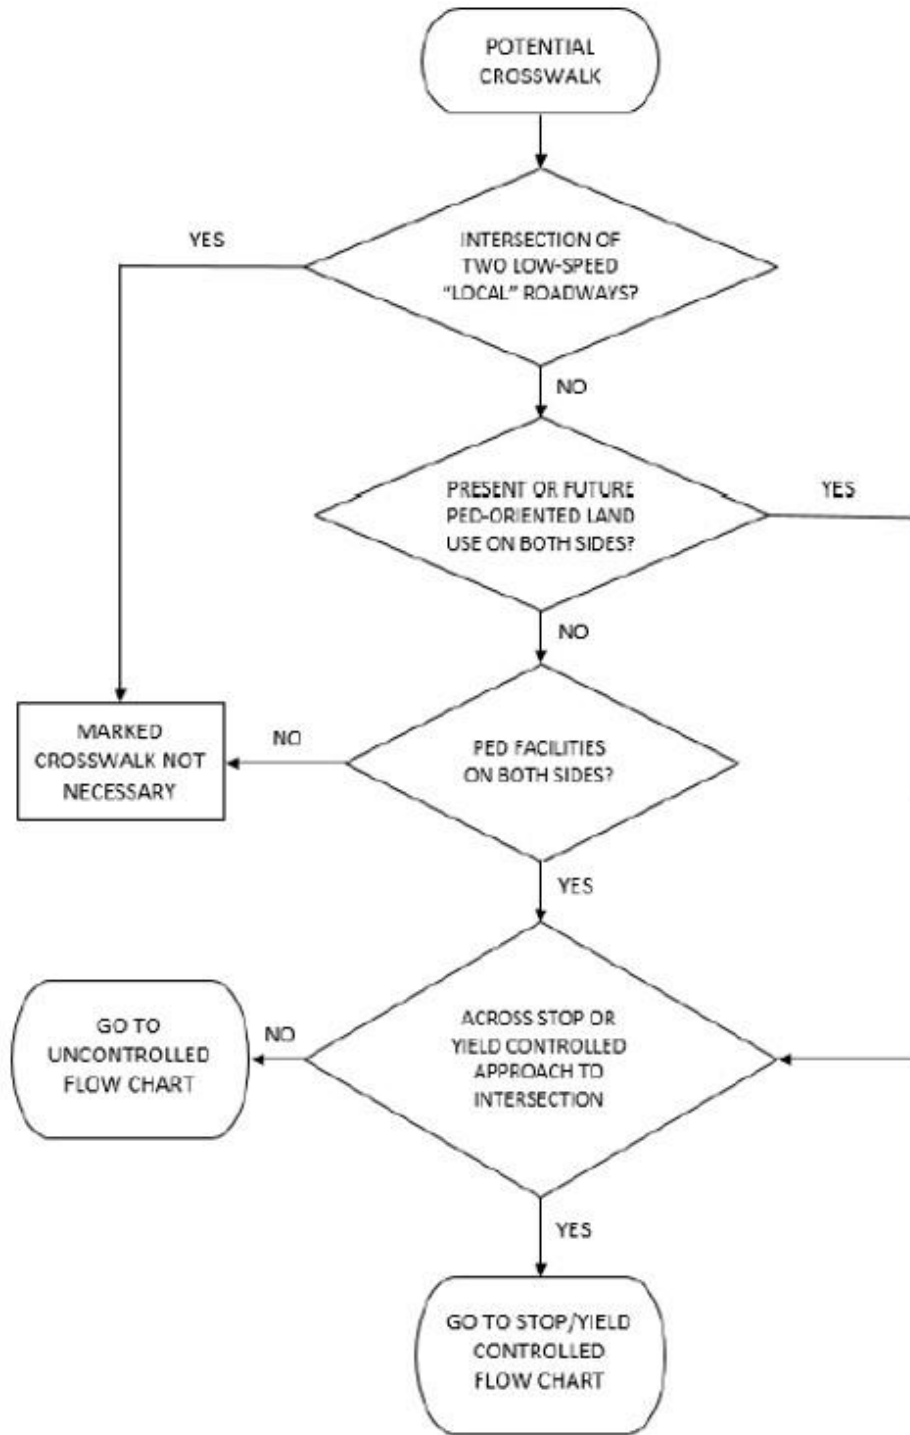 POTENTIAL
CROSSWALK
YES
INTERSECTION OF
TWO LOW-SPEED
“LOCAL” ROADWAYS?
NO
PRESENT OR FUTURE
PED-ORIENTED LAND
USE ON BOTH SIDES?
YES
NO
MARKED
CROSSWALK NOT
NECESSARY
NO
PED FACILITIES
ON BOTH SIDES?
YES
GO TO
UNCONTROLLED
FLOW CHART
NO
ACROSS STOP OR
YIELD CONTROLLED
APPROACH TO
INTERSECTION
YES
GO TO STOP/YIELD
CONTROLLED
FLOW CHART